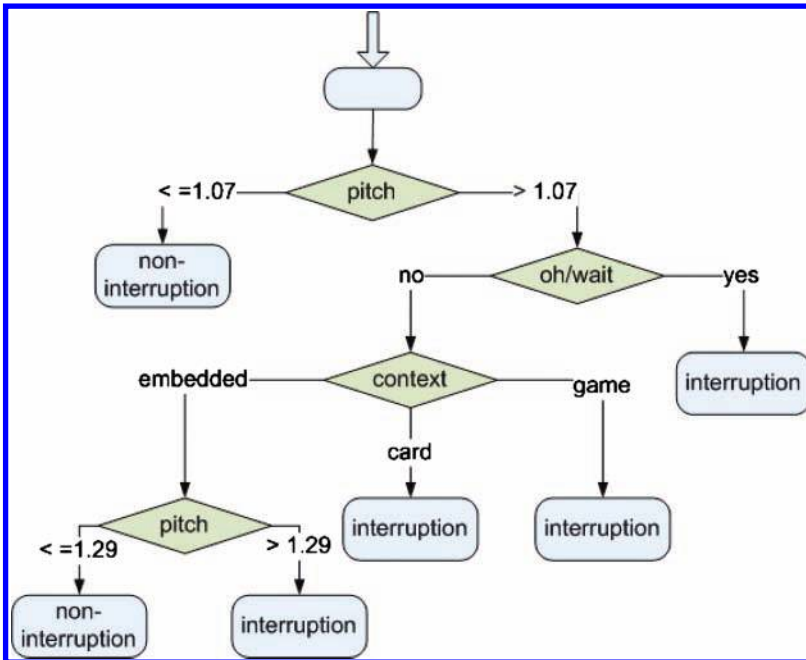 < =1.07
pitch
> 1.07
non-
interruption
no
oh/wait
yes
embedded
context
game
interruption
card
pitch
interruption
interruption
< =1.29
> 1.29
non-
interruption
interruption